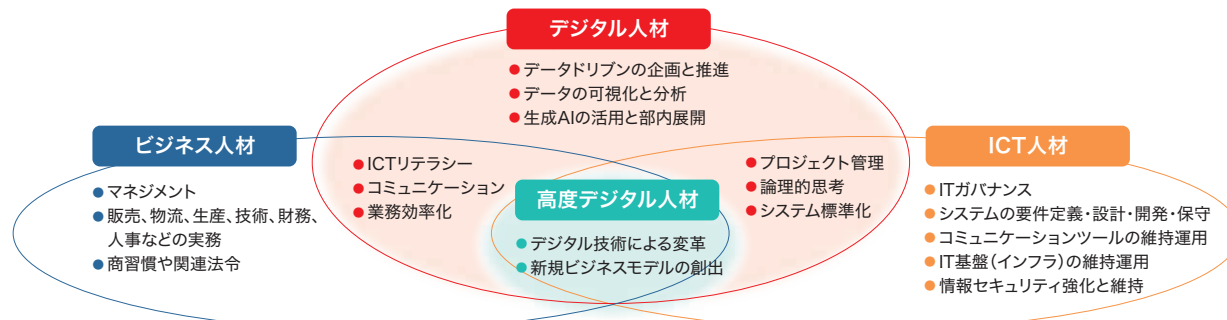 デジタル人材
●データドリブンの企画と推進
●データの可視化と分析
●生成AIの活用と部内展開
ビジネス人材
●マネジメント
●販売、物流、生産、技術、財務、
人事などの実務
●商習慣や関連法令
●ICTリテラシー
●コミュニケーション
●業務効率化
高度デジタル人材
●デジタル技術による変革
●新規ビジネスモデルの創出
●プロジェクト管理
●論理的思考
●システム標準化
ICT人材
●ITガバナンス
●システムの要件定義・設計・開発・保守
●コミュニケーションツールの維持運用
●IT基盤(インフラ)の維持運用
●情報セキュリティ強化と維持